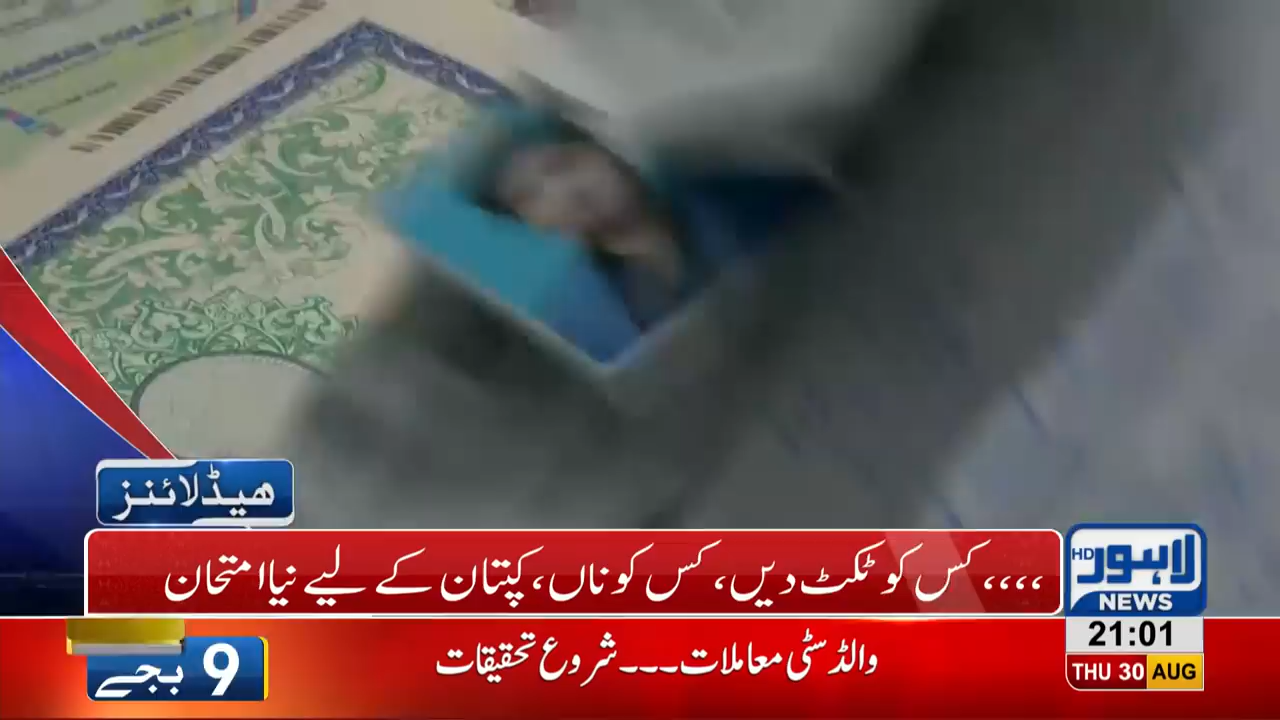 ھیڈلائنز
،،،،کس کو ٹکٹ دیں، کس کو ناں، کپتان کے لیے نیا امتحان
HD لاہور
NEWS
21:01
والڈ سٹی معاملات۔۔۔شروع تحقیقات
9 بجے
THU 30 AUG